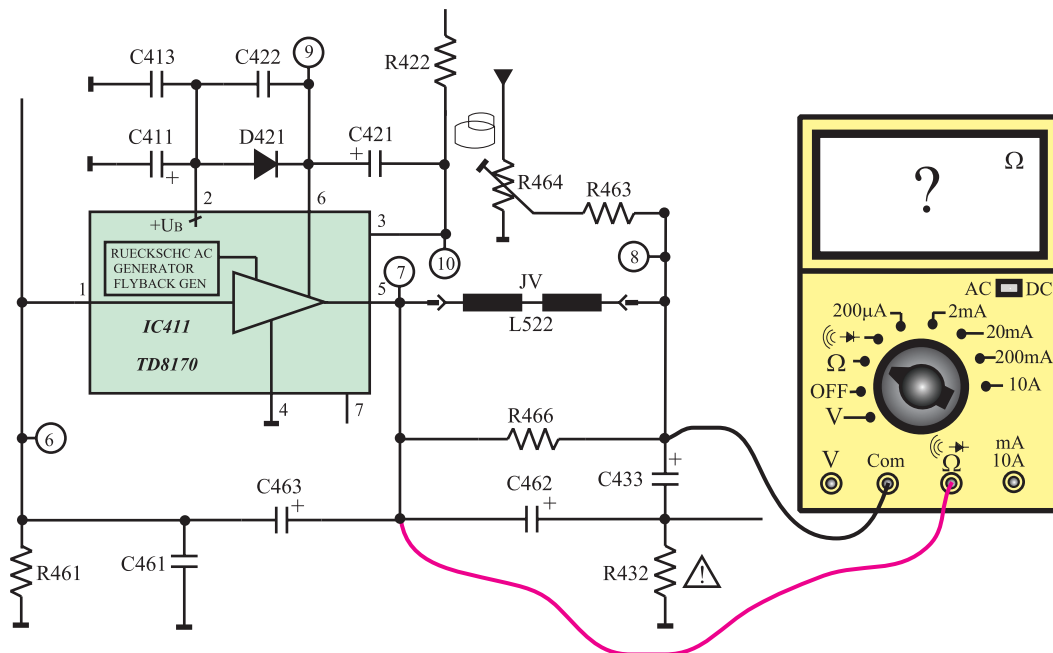 C413
C422
9
R422
C411
D421
C421
+
+
2
6
R464
R463
+UB
3
RUECKSCHC AC
GENERATOR
FLYBACK GEN
10
7
8
1
5
JV
L522
IC411
TD8170
4
7
6
R466
+
C433
C463
+
C462
+
R461
C461
R432
!
?
Ω
AC
DC
200µA
2mA
20mA
200mA
10A
Ω
OFF
V
V
Com
Ω
mA
10A